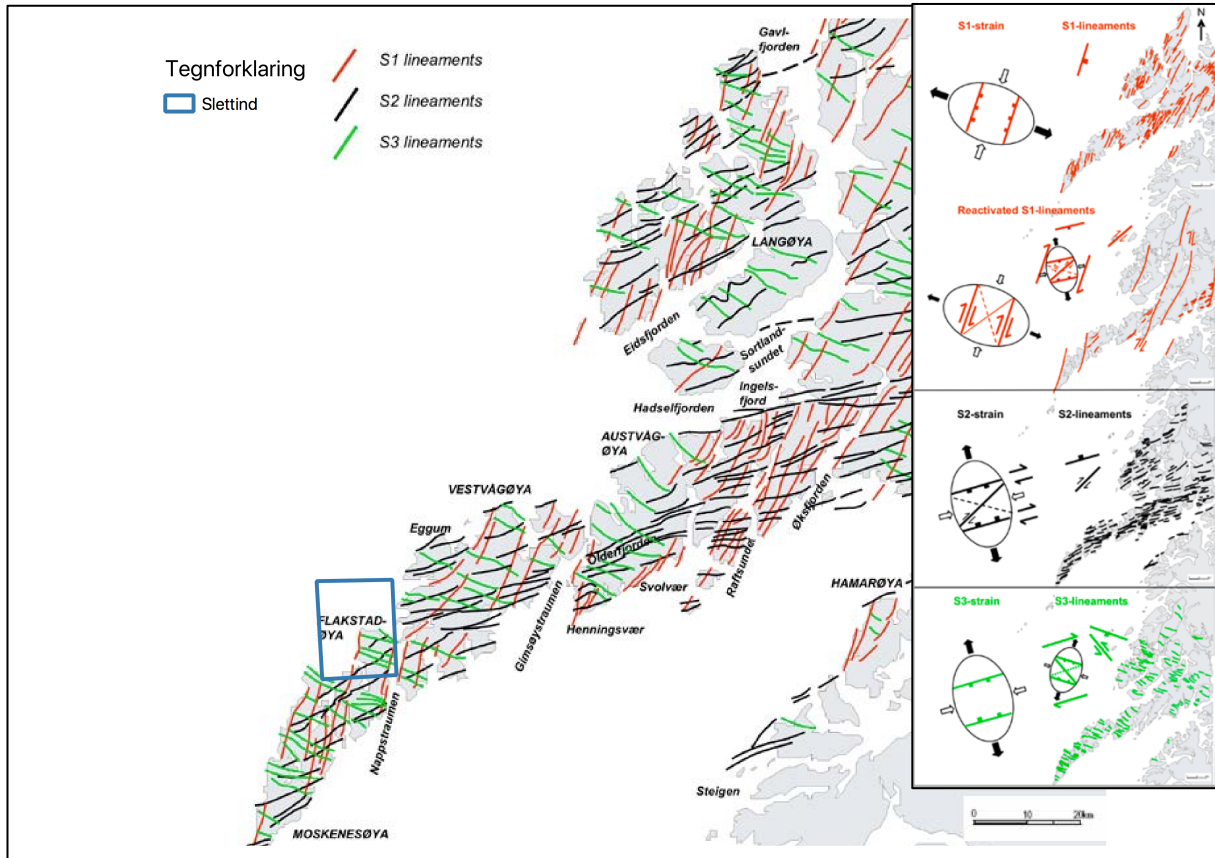 Tegnforklaring
Slettind
S1 lineaments
S2 lineaments
S3 lineaments
Gavl-
fjorden
LANGØYA
Eidsfjorden
Sortland-
sundet
Ingels-
fjord
Hadselfjorden
AUSTVÅG-
ØYA
VESTVÅGØYA
Eggum
Olderfjorden
Øksfjorden
Raftsundet
Svolvær
HAMARØYA
FLAKSTAD-
ØYA
Gimsøystraumen
Henningsvær
Nappstraumen
Steigen
MOSKENESØYA
0 10 20km
S1-strain
S1-lineaments
N
Reactivated S1-lineaments
S2-strain
S2-lineaments
S3-strain
S3-lineaments